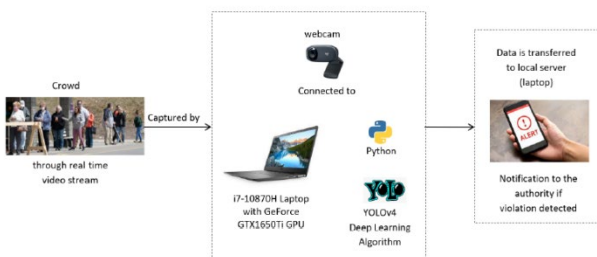 Crowd
through real time
video stream
Captured by
webcam
Connected to
Python
i7-10870H Laptop
with GeForce
GTX1650Ti GPU
YOLO
YOLOv4
Deep Learning
Algorithm
Data is transferred
to local server
(laptop)
ALERT
Notification to the
authority if
violation detected